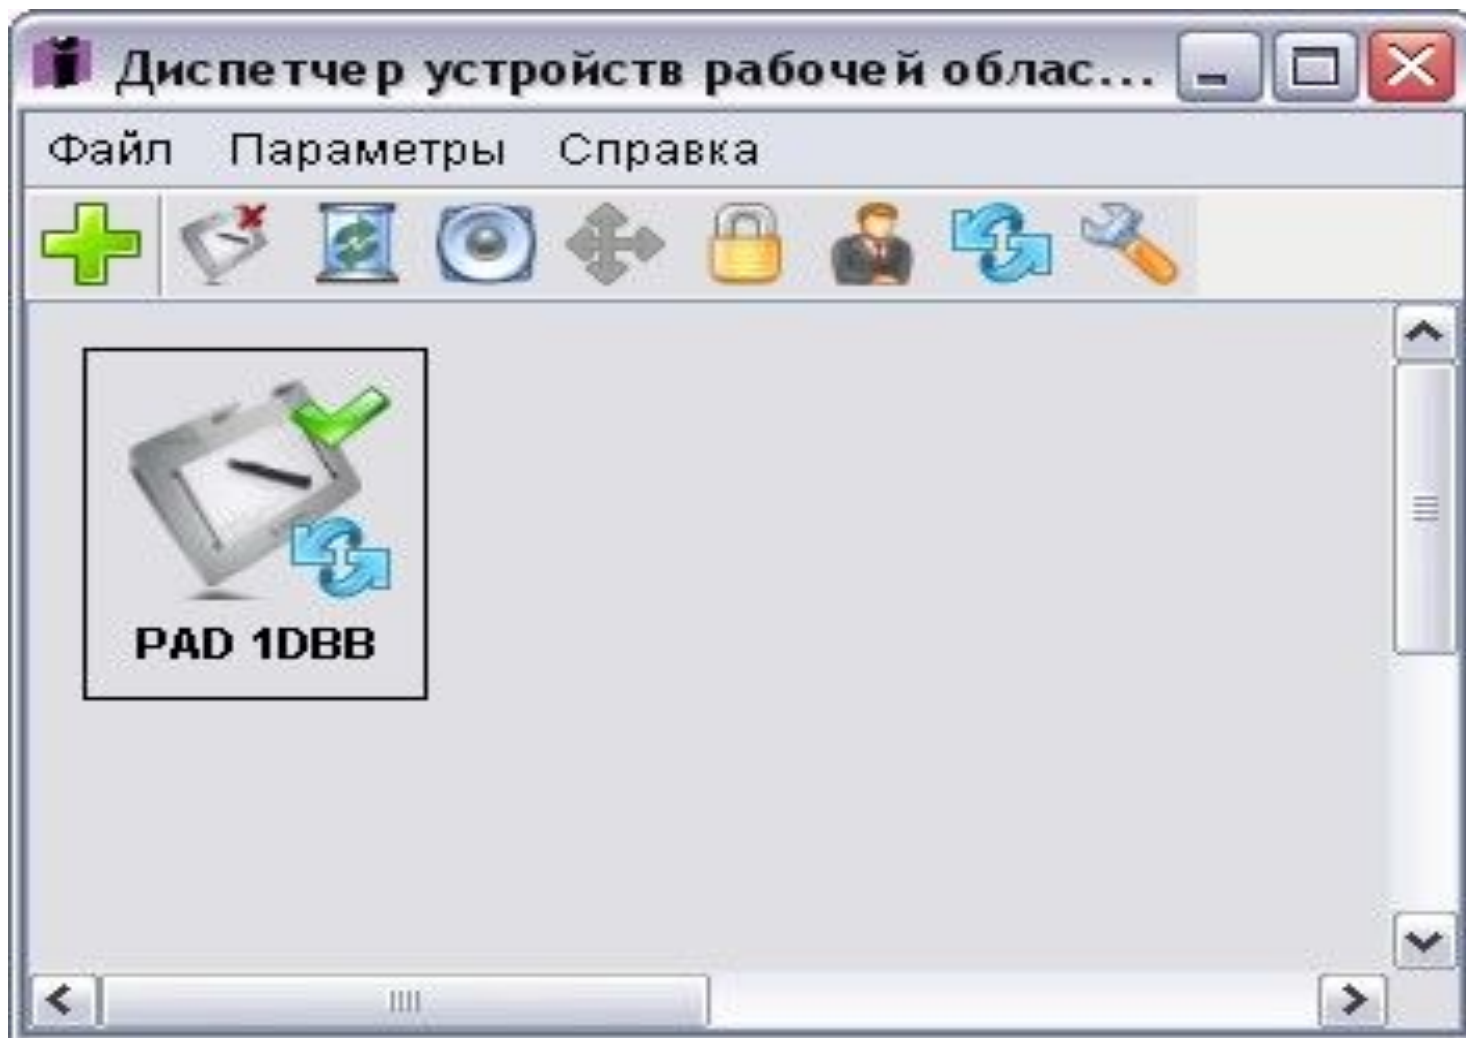 Диспетчер устройств рабочей облас...
Файл Параметры Справка
PAD 1DBB